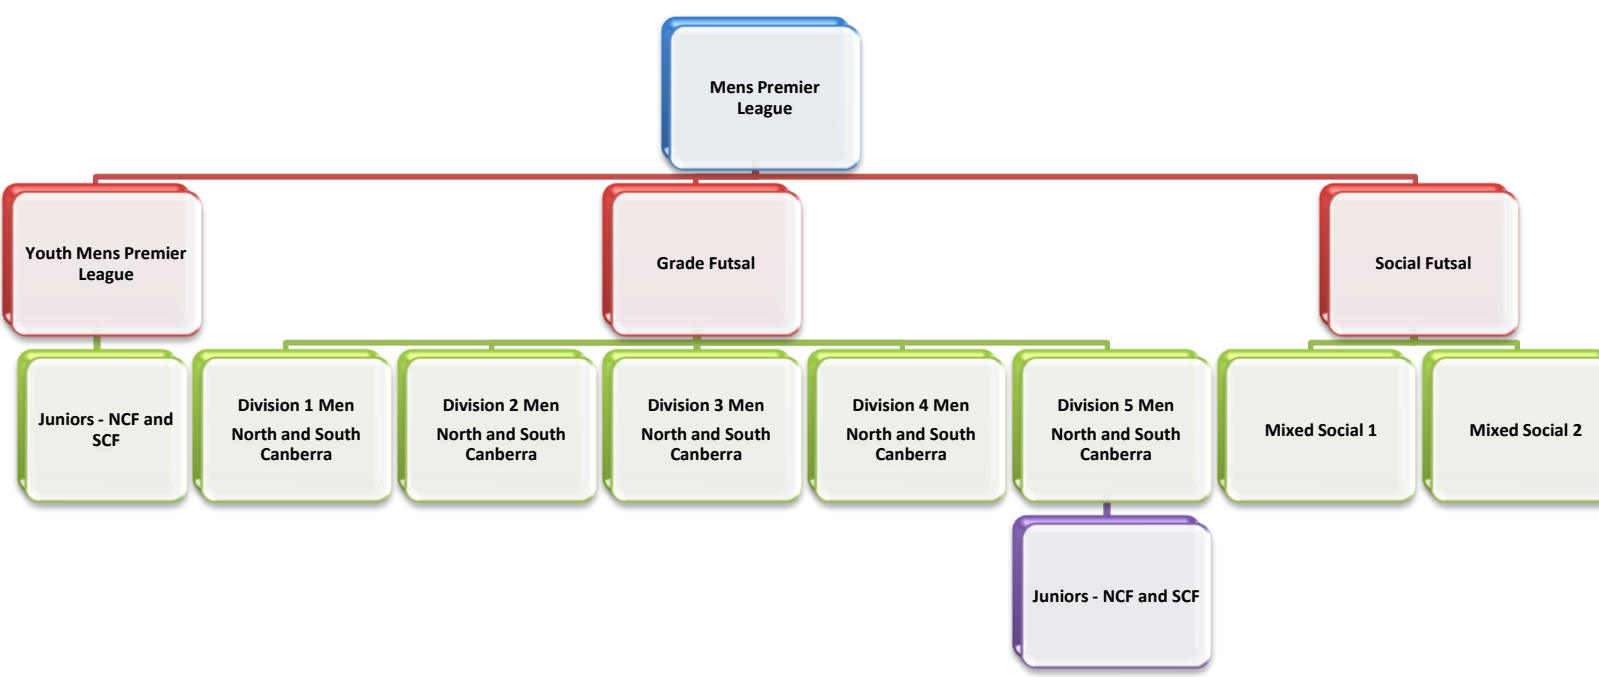 Mens Premier
League
Youth Mens Premier
League
Grade Futsal
Social Futsal
Juriors - NCF and
SCF
Division 1 Men
North and South
Canberra
Division 2 Men
North and South
Canberra
Division 3 Men
North and South
Canberra
Division 4 Men
North and South
Canberra
Division 5 Men
North and South
Canberra
Mixed Social 1
Mixed Social 2
Juniors - NCF and SCF